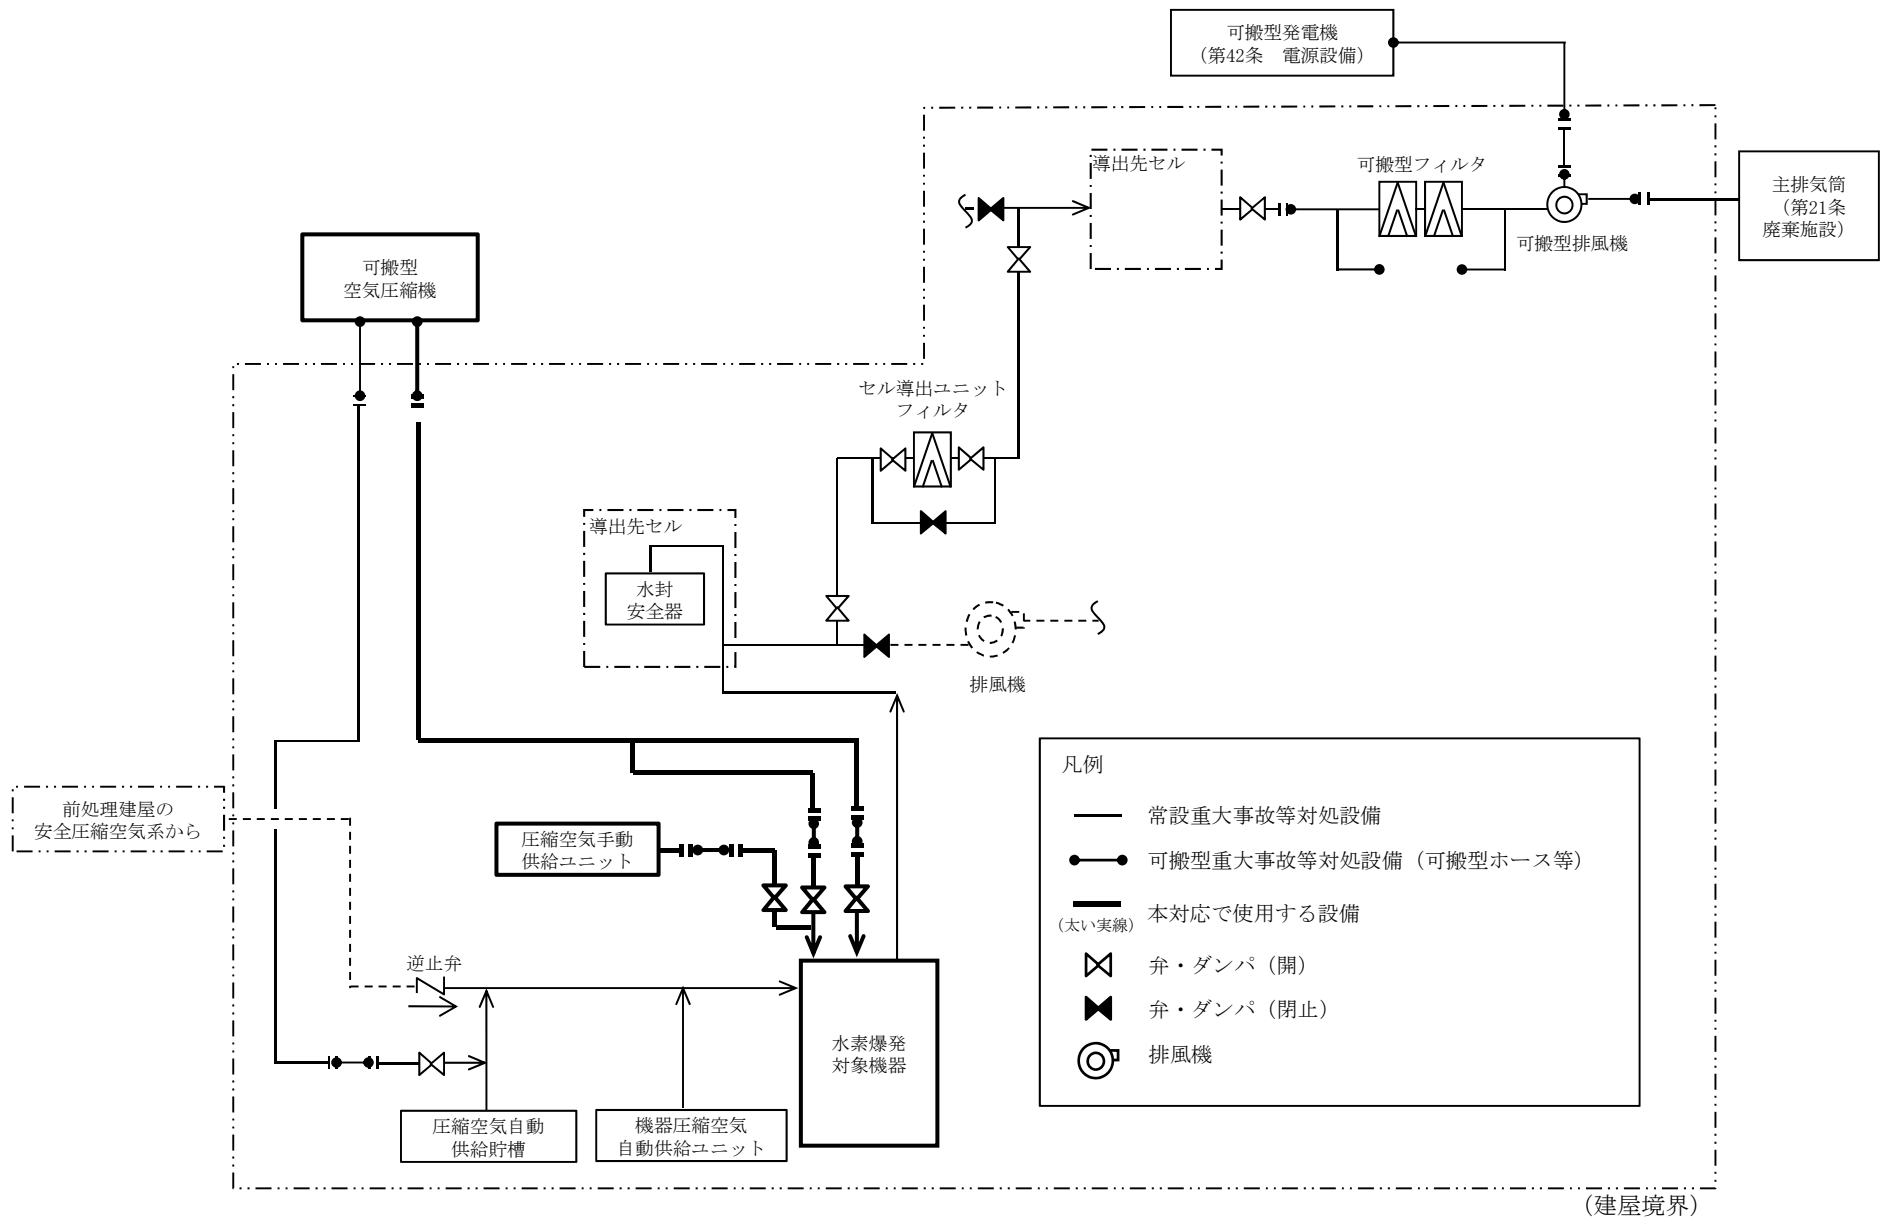 可搬型発電機
（第42条　電源設備）
導出先セル
可搬型フィルタ
可搬型排風機
主排気筒
（第21条
廃棄施設）
可搬型
空気圧縮機
セル導出ユニット
フィルタ
導出先セル
水封
安全器
排風機
前処理建屋の
安全圧縮空気系から
圧縮空気手動
供給ユニット
逆止弁
水素爆発
対象機器
圧縮空気自動
供給貯槽
機器圧縮空気
自動供給ユニット
凡例
常設重大事故等対処設備
可搬型重大事故等対処設備（可搬型ホース等）
本対応で使用する設備
（太い実線）
弁・ダンパ（開）
弁・ダンパ（閉止）
排風機
（建屋境界）